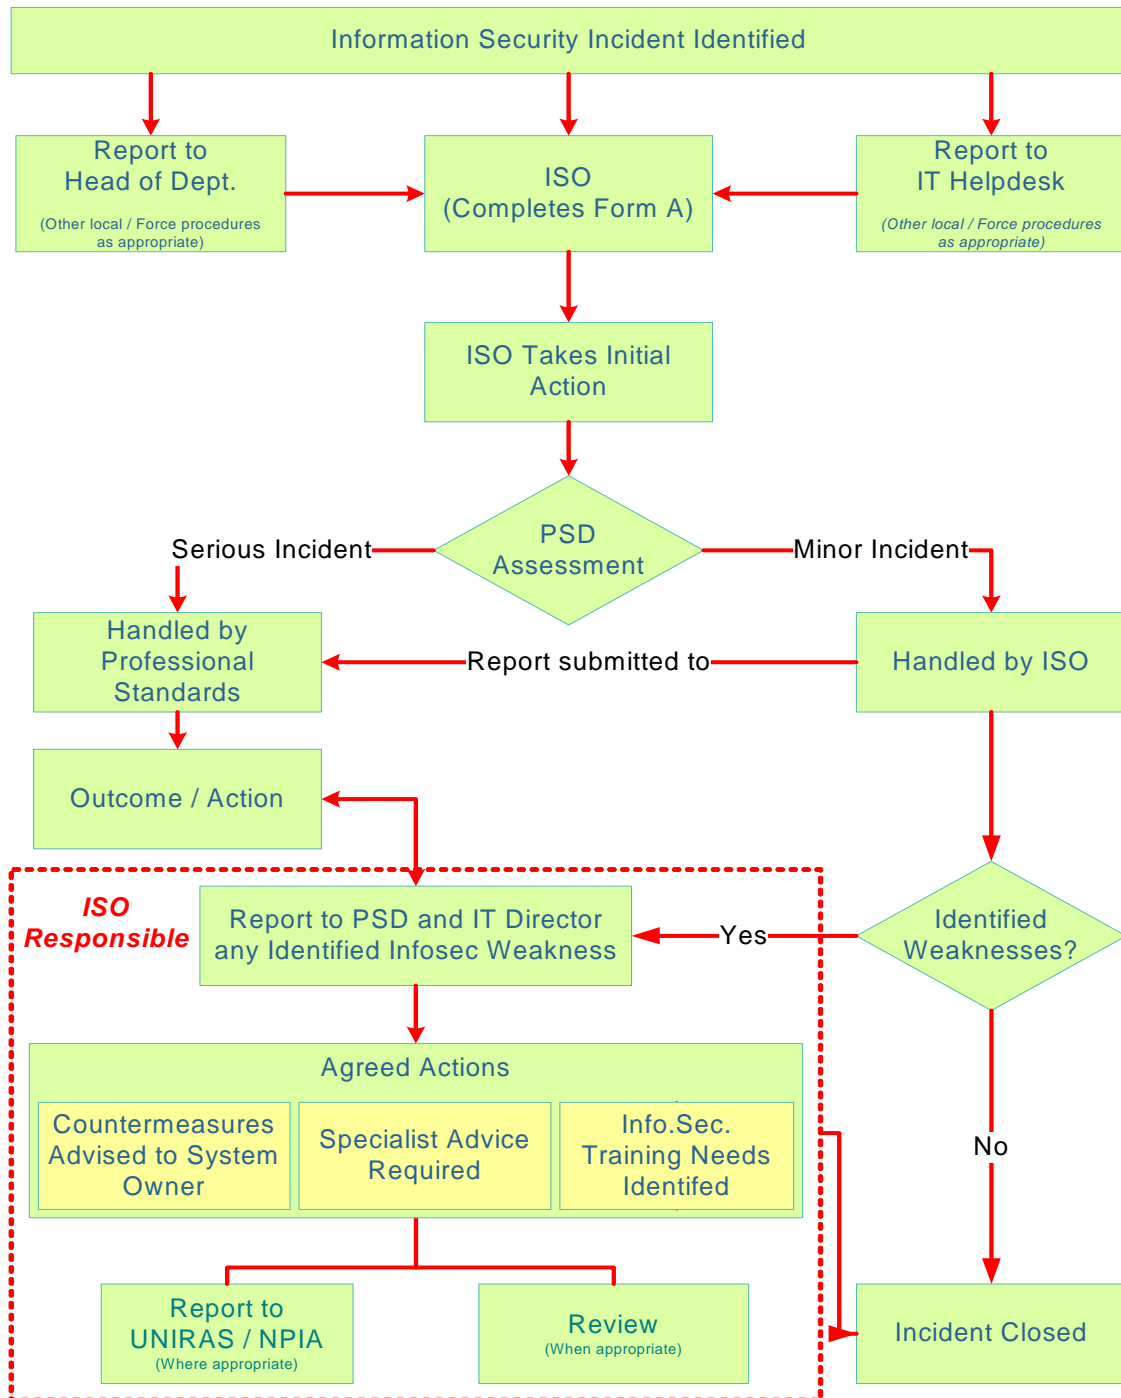 Information Security Incident Identified
Report to
Head of Dept.
(Other local / Force procedures
as appropriate)
ISO
(Completes Form A)
Report to
IT Helpdesk
(Other local / Force procedures
as appropriate)
ISO Takes Initial
Action
PSD
Assessment
Serious Incident
Minor Incident
Handled by
Professional
Standards
Report submitted to
Handled by ISO
Outcome / Action
ISO
Responsible
Report to PSD and IT Director
any Identified Infosec Weakness
Yes
Identified
Weaknesses?
Agreed Actions
Countermeasures
Advised to System
Owner
Specialist Advice
Required
Info.Sec.
Training Needs
Identifed
No
Report to
UNIRAS / NPIA
(Where appropriate)
Review
(When appropriate)
Incident Closed